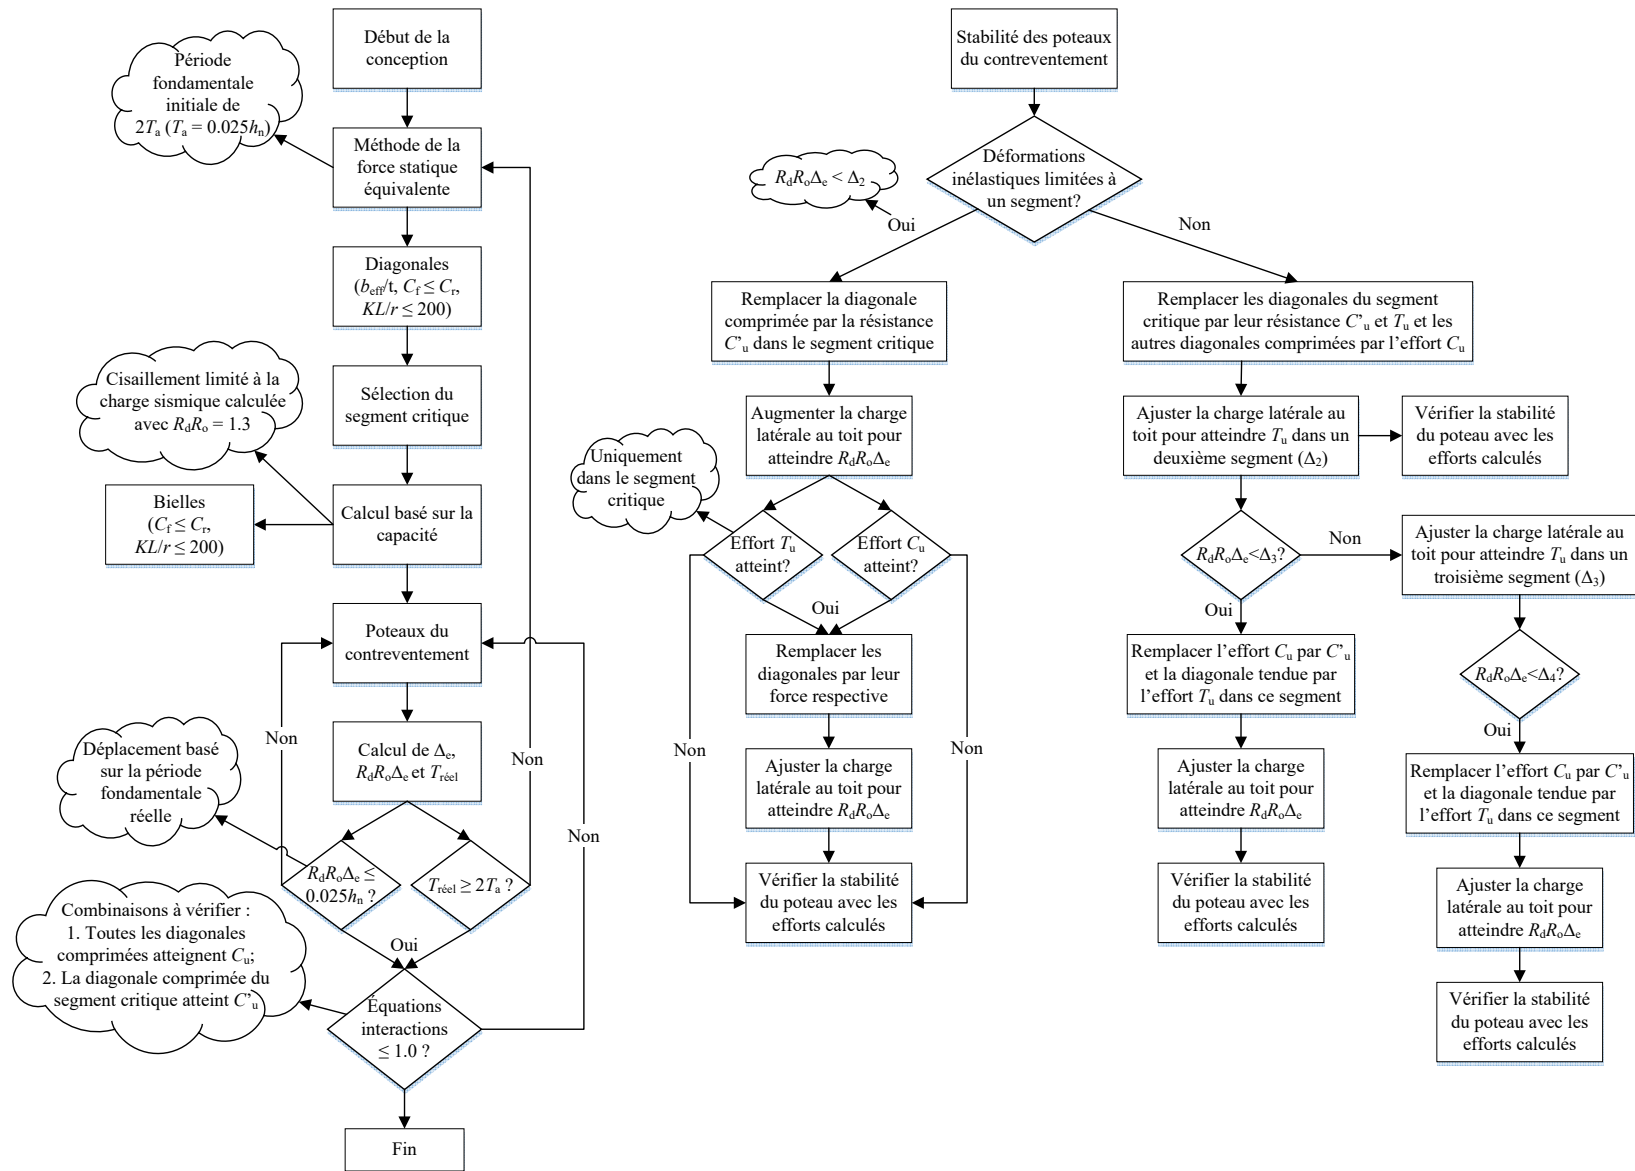 Début de la
conception
Période
fondamentale
initiale de
2Ta (Ta = 0.025hn)
Méthode de la
force statique
équivalente
Diagonales
(beff/t, Cf ≤ Cr,
KL/r ≤ 200)
Sélection du
segment critique
Cisaillement limité à la
charge sismique calculée
avec RdRo = 1.3
Calcul basé sur la
capacité
Bielles
(Cf ≤ Cr,
KL/r ≤ 200)
Poteaux du
contreventement
Calcul de Δe,
RdRoΔe et Tréel
Non
Non
Non
Déplacement basé
sur la période
fondamentale
réelle
RdRoΔe ≤
0.025hn ?
Tréel ≥ 2Ta ?
Oui
Combinaisons à vérifier :
1. Toutes les diagonales
comprimées atteignent Cu;
2. La diagonale comprimée du
segment critique atteint C'u
Équations
interactions
≤ 1.0 ?
Fin
Stabilité des poteaux
du contreventement
Déformations
inélastiques limitées à
un segment?
RdRoΔe < Δ2
Oui
Non
Remplacer la diagonale
comprimée par la résistance
C'u dans le segment critique
Augmenter la charge
latérale au toit pour
atteindre RdRoΔe
Uniquement
dans le segment
critique
Effort Tu
atteint?
Effort Cu
atteint?
Oui
Remplacer les
diagonales par leur
force respective
Non
Non
Ajuster la charge
latérale au toit pour
atteindre RdRoΔe
Vérifier la stabilité
du poteau avec les
efforts calculés
Remplacer les diagonales du segment
critique par leur résistance C'u et Tu et les
autres diagonales comprimées par l'effort Cu
Ajuster la charge latérale au
toit pour atteindre Tu dans un
deuxième segment (Δ2)
Vérifier la stabilité
du poteau avec les
efforts calculés
RdRoΔe<Δ3?
Non
Ajuster la charge latérale au
toit pour atteindre Tu dans un
troisième segment (Δ3)
Oui
Remplacer l'effort Cu par C'u
et la diagonale tendue par
l'effort Tu dans ce segment
Ajuster la charge
latérale au toit pour
atteindre RdRoΔe
Vérifier la stabilité
du poteau avec les
efforts calculés
RdRoΔe<Δ4?
Oui
Remplacer l'effort Cu par C'u
et la diagonale tendue par
l'effort Tu dans ce segment
Ajuster la charge
latérale au toit pour
atteindre RdRoΔe
Vérifier la stabilité
du poteau avec les
efforts calculés